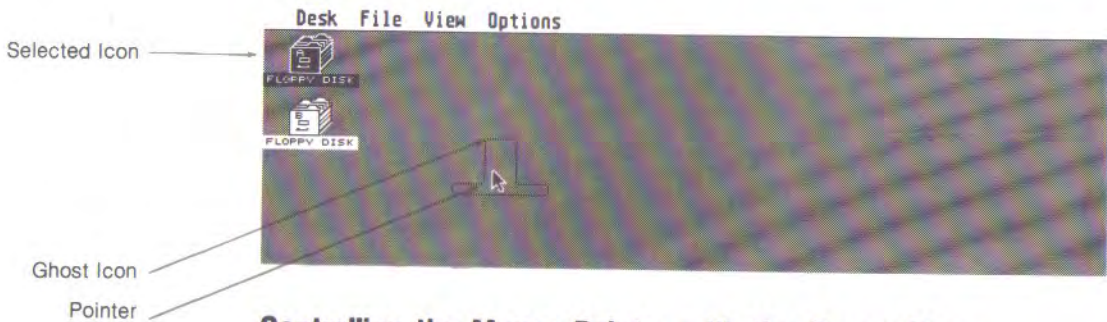 Desk File View Options
Selected Icon
A
FLOPPY DISK
B
FLOPPY DISK
Ghost Icon
Pointer